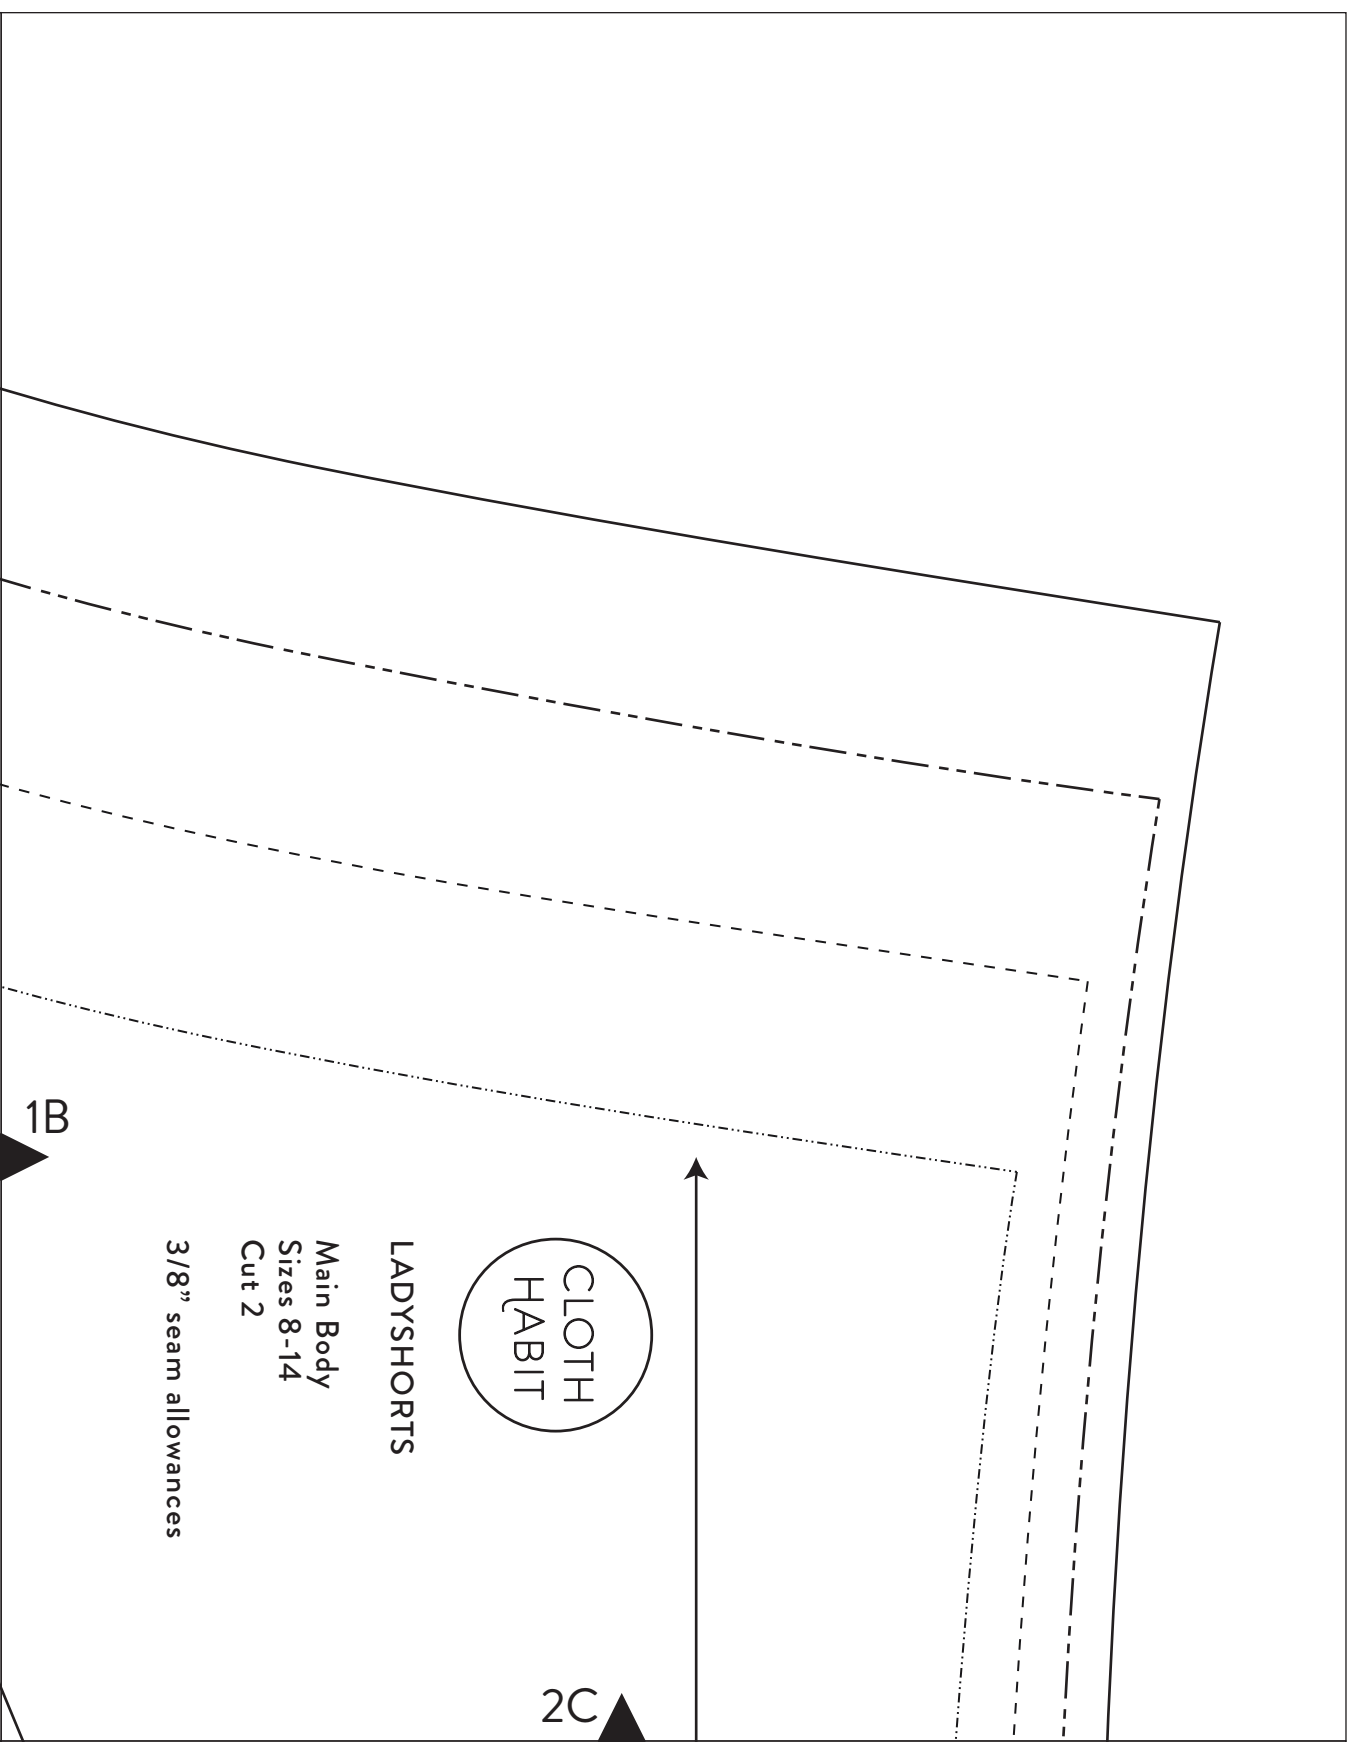 1B
CLOTH
HABIT
LADYSHORTS
Main Body
Sizes 8-14
Cut 2
3/8” seam allowances
2C